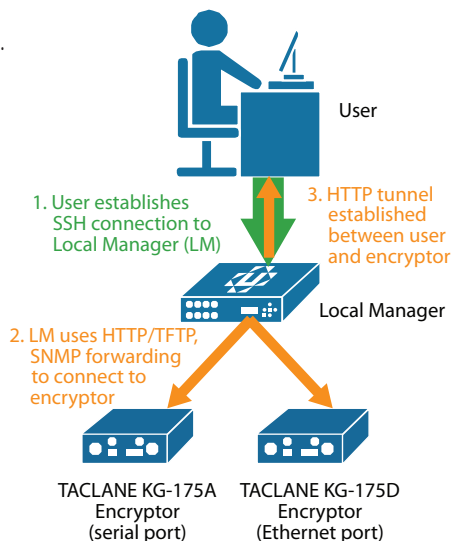 .
User
1. User establishes
SSH connection to
Local Manager (LM)
3. HTTP tunnel
established
between user
and encryptor
Local Manager
2. LM uses HTTP/TFTP,
SNMP forwarding
to connect to
encryptor
TACLANE KG-175A
Encryptor
(serial port)
TACLANE KG-175D
Encryptor
(Ethernet port)